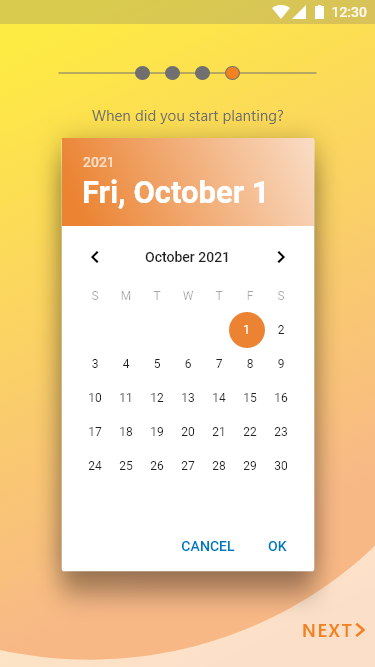 12:30
When did you start planting?
2021
Fri, October 1
October 2021
S M T W T F S
1 2
3 4 5 6 7 8 9
10 11 12 13 14 15 16
17 18 19 20 21 22 23
24 25 26 27 28 29 30
CANCEL OK
NEXT